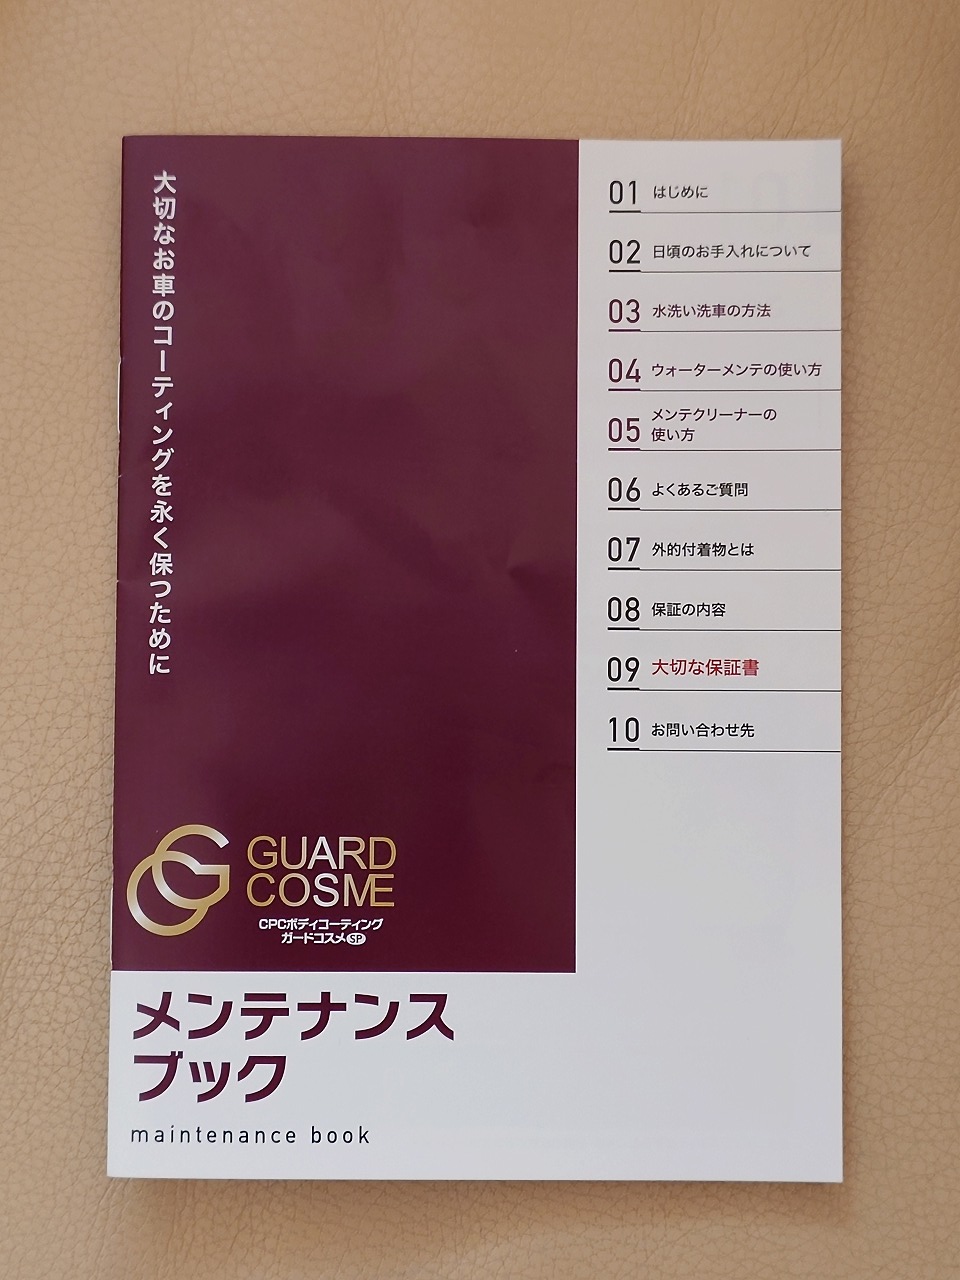 大切なお車のコーティングを永く保つために
01 はじめに
02 日頃のお手入れについて
03 水洗い洗車の方法
04 ウォーターメンテの使い方
05 メンテクリーナーの
使い方
06 よくあるご質問
07 外的付着物とは
08 保証の内容
09 大切な保証書
10 お問い合わせ先
GUARD
COSME
CPCボディコーティング
ガードコスメSP
メンテナンス
ブック
maintenance book